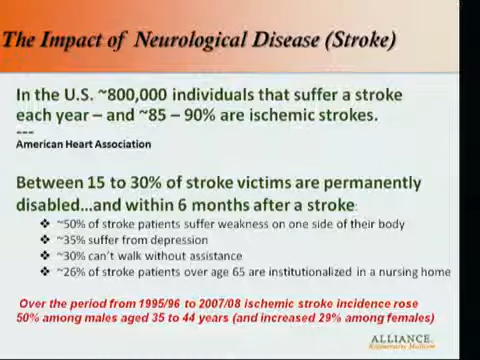 The Impact of Neurological Disease (Stroke)
In the U.S. ~800,000 individuals that suffer a stroke
each year – and ~85 – 90% are ischemic strokes.
---
American Heart Association
Between 15 to 30% of stroke victims are permanently
disabled...and within 6 months after a stroke:
❖ ~50% of stroke patients suffer weakness on one side of their body
❖ ~35% suffer from depression
❖ ~30% can't walk without assistance
❖ ~26% of stroke patients over age 65 are institutionalized in a nursing home
Over the period from 1995/96 to 2007/08 ischemic stroke incidence rose
50% among males aged 35 to 44 years (and increased 29% among females)
ALLIANCE
Regenerative Medicine